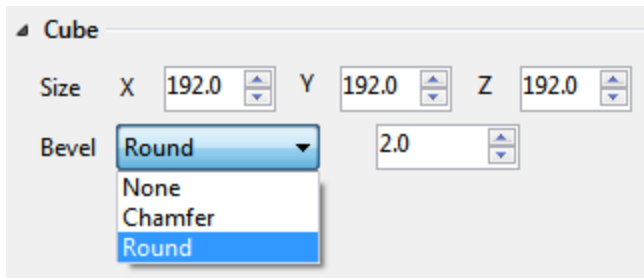 Cube
Size X 192.0 Y 192.0 Z 192.0
Bevel Round 2.0
None
Chamfer
Round